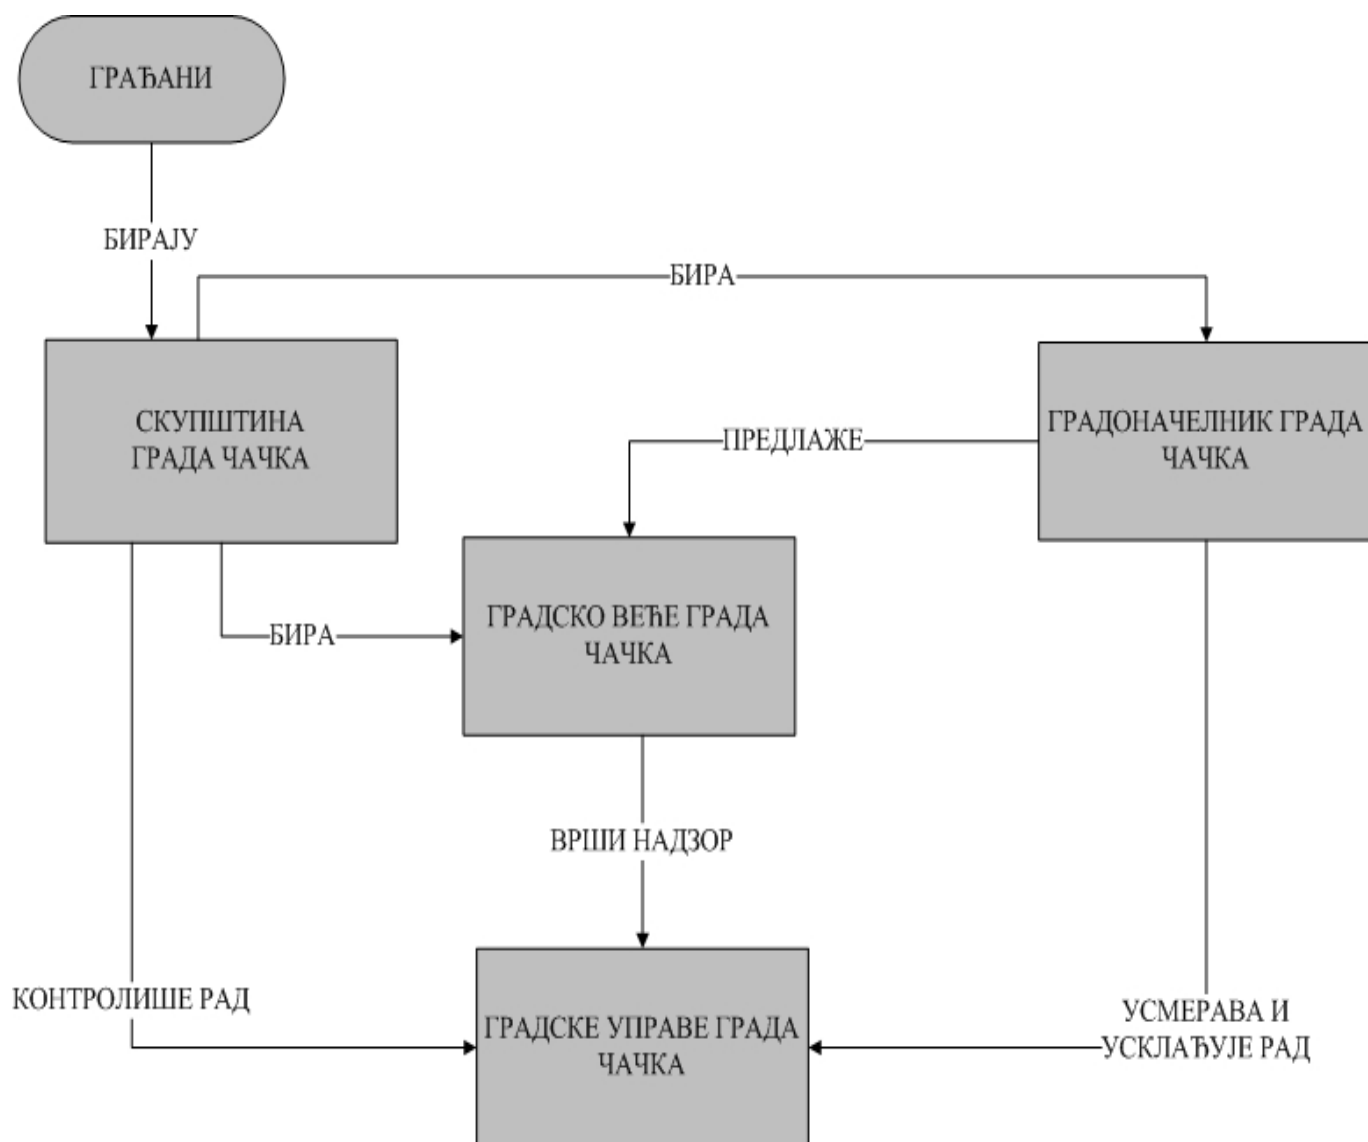 ГРАЂАНИ
БИРАЈУ
БИРА
СКУПШТИНА
ГРАДА ЧАЧКА
ГРАДОНАЧЕЛНИК ГРАДА
ЧАЧКА
ПРЕДЛАЖЕ
ГРАДСКО ВЕЋЕ ГРАДА
ЧАЧКА
БИРА
ВРШИ НАДЗОР
КОНТРОЛИШЕ РАД
УСМЕРАВА И
УСКЛАЂУЈЕ РАД
ГРАДСКЕ УПРАВЕ ГРАДА
ЧАЧКА